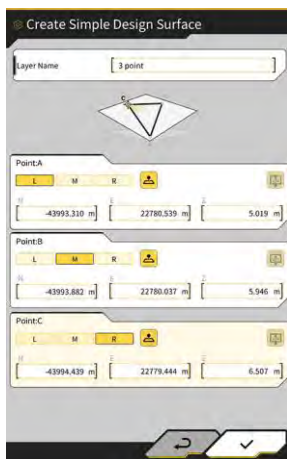 Create Simple Design Surface
Layer Name [ 3 point ]
C
Point:A
L M R
N E Z
[ -43993.310 m] [ 22780.539 m] [ 5.019 m]
Point:B
L M R
N E Z
[ -43993.882 m] [ 22780.037 m] [ 5.946 m]
Point:C
L M R
N E
[ -43994.439 m] [ 22779.444 m] [ 6.507 m]